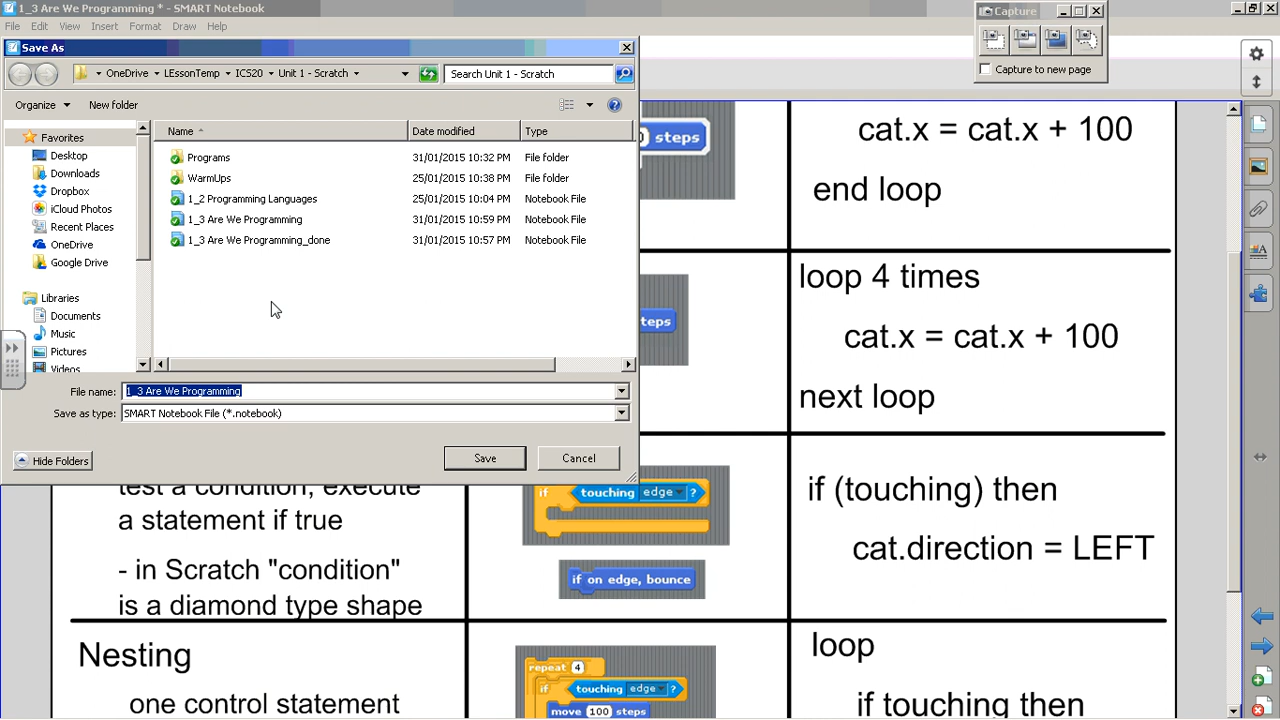 1_3 Are We Programming * - SMART Notebook
File Edit View Insert Format Draw Help
Capture
Capture to new page
Save As
OneDrive LEssonTemp ICS20 Unit 1 - Scratch
Search Unit 1 - Scratch
Organize New folder
Favorites
Desktop
Downloads
Dropbox
iCloud Photos
Recent Places
OneDrive
Google Drive
Libraries
Documents
Music
Pictures
Videos
Name Date modified Type
Programs 31/01/2015 10:32 PM File folder
WarmUps 25/01/2015 10:38 PM File folder
1_2 Programming Languages 25/01/2015 10:04 PM Notebook File
1_3 Are We Programming 31/01/2015 10:59 PM Notebook File
1_3 Are We Programming_done 31/01/2015 10:57 PM Notebook File
File name: 1_3 Are We Programming
Save as type: SMART Notebook File (*.notebook)
Hide Folders Save Cancel
steps
cat.x = cat.x + 100
end loop
steps
loop 4 times
cat.x = cat.x + 100
next loop
test a condition, execute
a statement if true
- in Scratch "condition"
is a diamond type shape
if touching edge ?
if on edge, bounce
if (touching) then
cat.direction = LEFT
Nesting
one control statement
repeat 4
if touching edge ?
move 100 steps
loop
if touching then